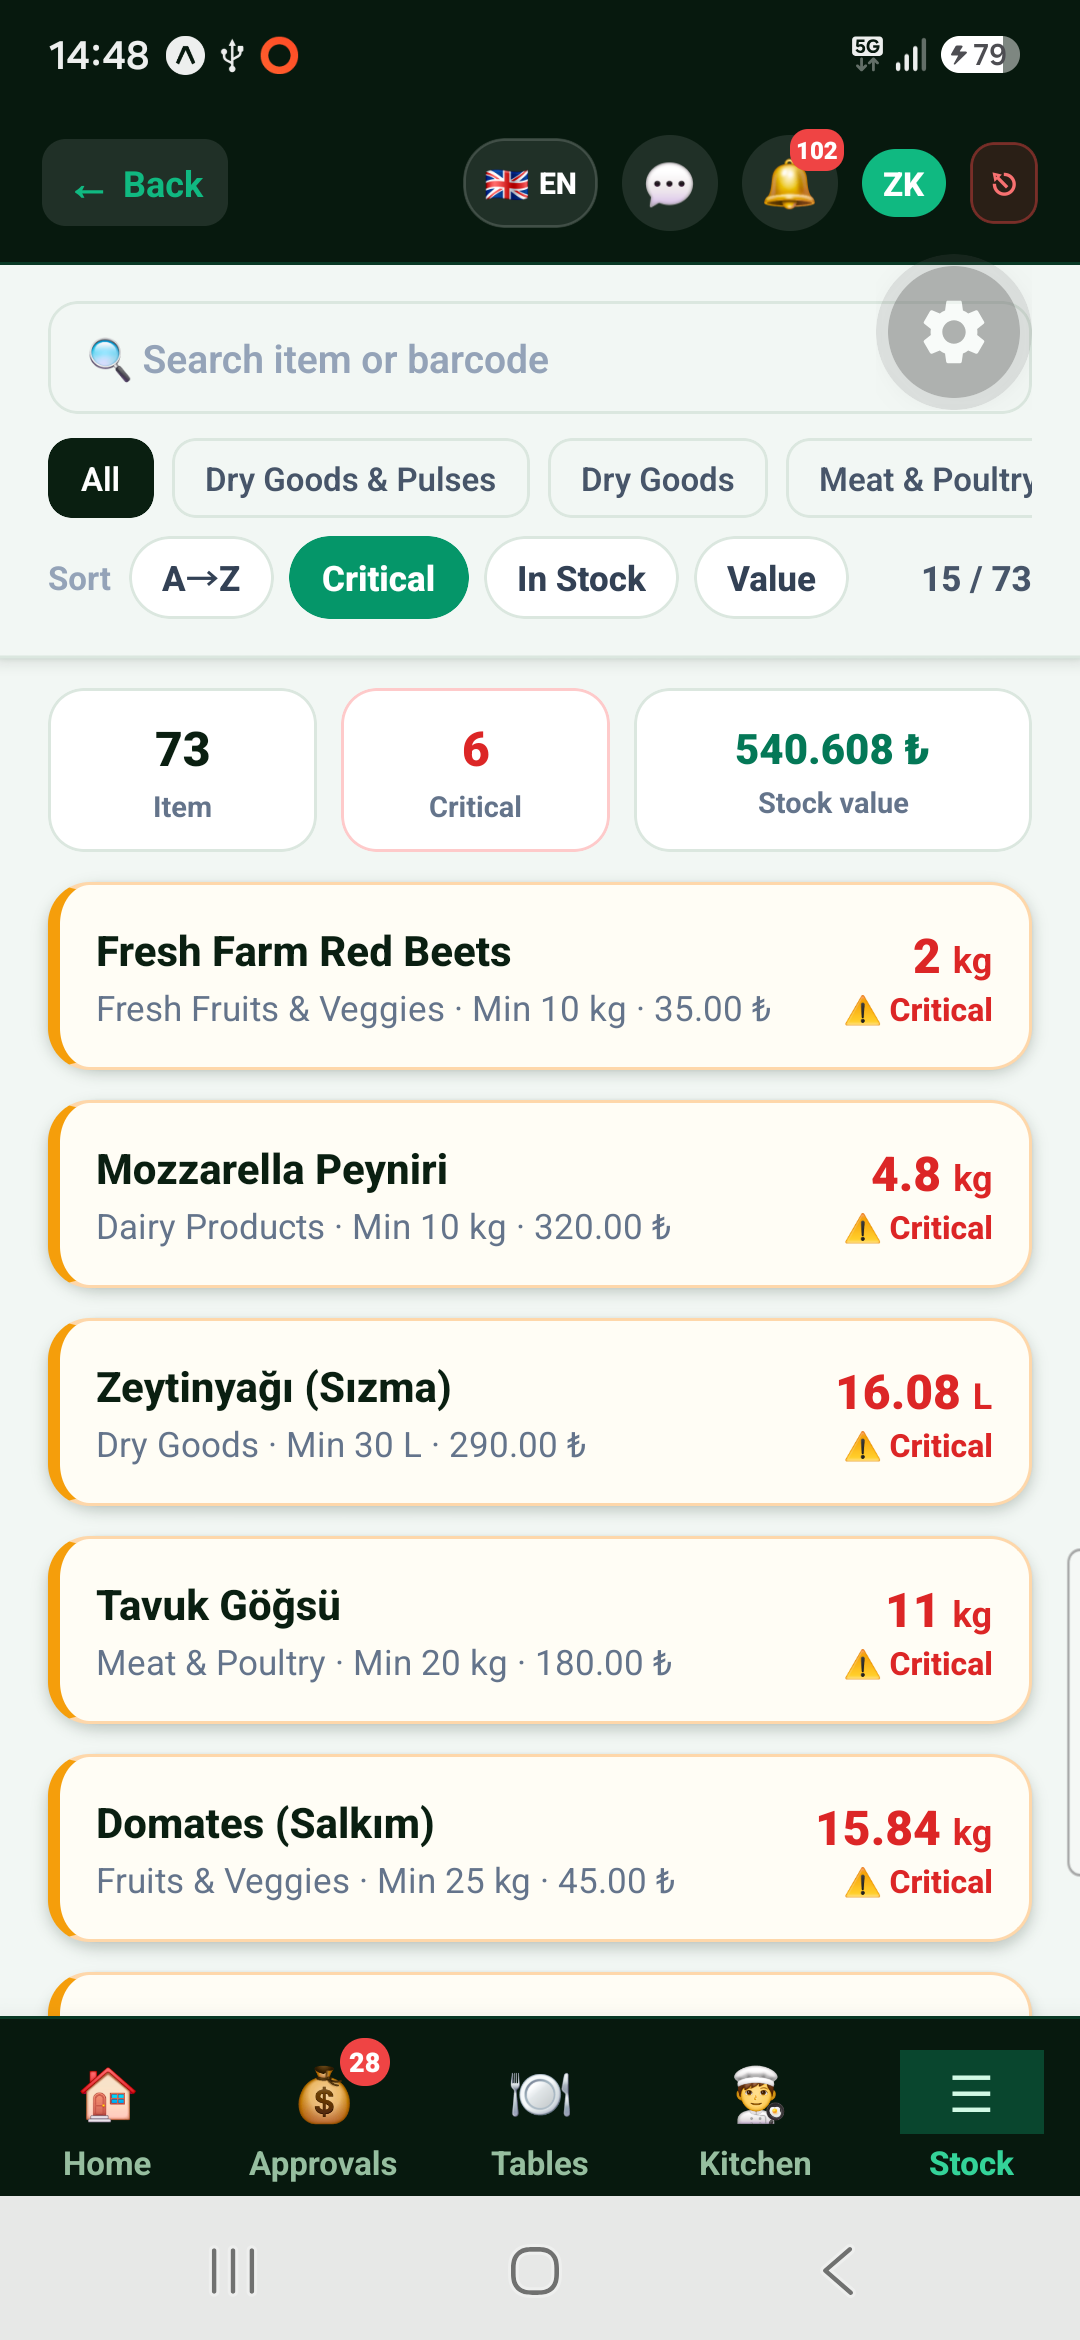 14:48
5G
79
← Back
EN
102
ZK
Search item or barcode
All
Dry Goods & Pulses
Dry Goods
Meat & Poultry
Sort
A→Z
Critical
In Stock
Value
15 / 73
73
Item
6
Critical
540.608 ₺
Stock value
Fresh Farm Red Beets
2 kg
Fresh Fruits & Veggies · Min 10 kg · 35.00 ₺
⚠️ Critical
Mozzarella Peyniri
4.8 kg
Dairy Products · Min 10 kg · 320.00 ₺
⚠️ Critical
Zeytinyağı (Sızma)
16.08 L
Dry Goods · Min 30 L · 290.00 ₺
⚠️ Critical
Tavuk Göğsü
11 kg
Meat & Poultry · Min 20 kg · 180.00 ₺
⚠️ Critical
Domates (Salkım)
15.84 kg
Fruits & Veggies · Min 25 kg · 45.00 ₺
⚠️ Critical
28
Home
Approvals
Tables
Kitchen
Stock